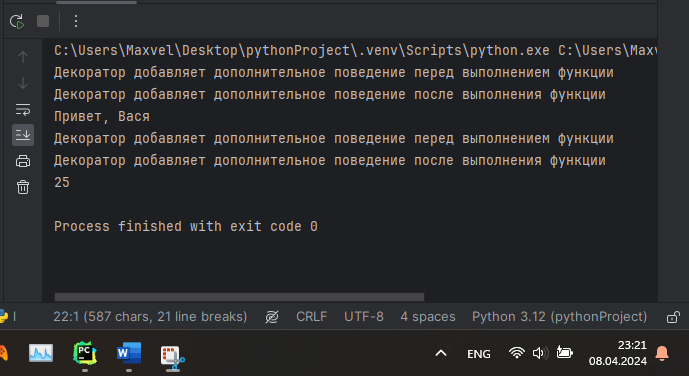 C:\Users\Maxvel\Desktop\pythonProject\.venv\Scripts\python.exe C:\Users\Maxv
Декоратор добавляет дополнительное поведение перед выполнением функции
Декоратор добавляет дополнительное поведение после выполнения функции
Привет, Вася
Декоратор добавляет дополнительное поведение перед выполнением функции
Декоратор добавляет дополнительное поведение после выполнения функции
25
Process finished with exit code 0
22:1 (587 chars, 21 line breaks) CRLF UTF-8 4 spaces Python 3.12 (pythonProject)
PC W ENG 23:21
08.04.2024